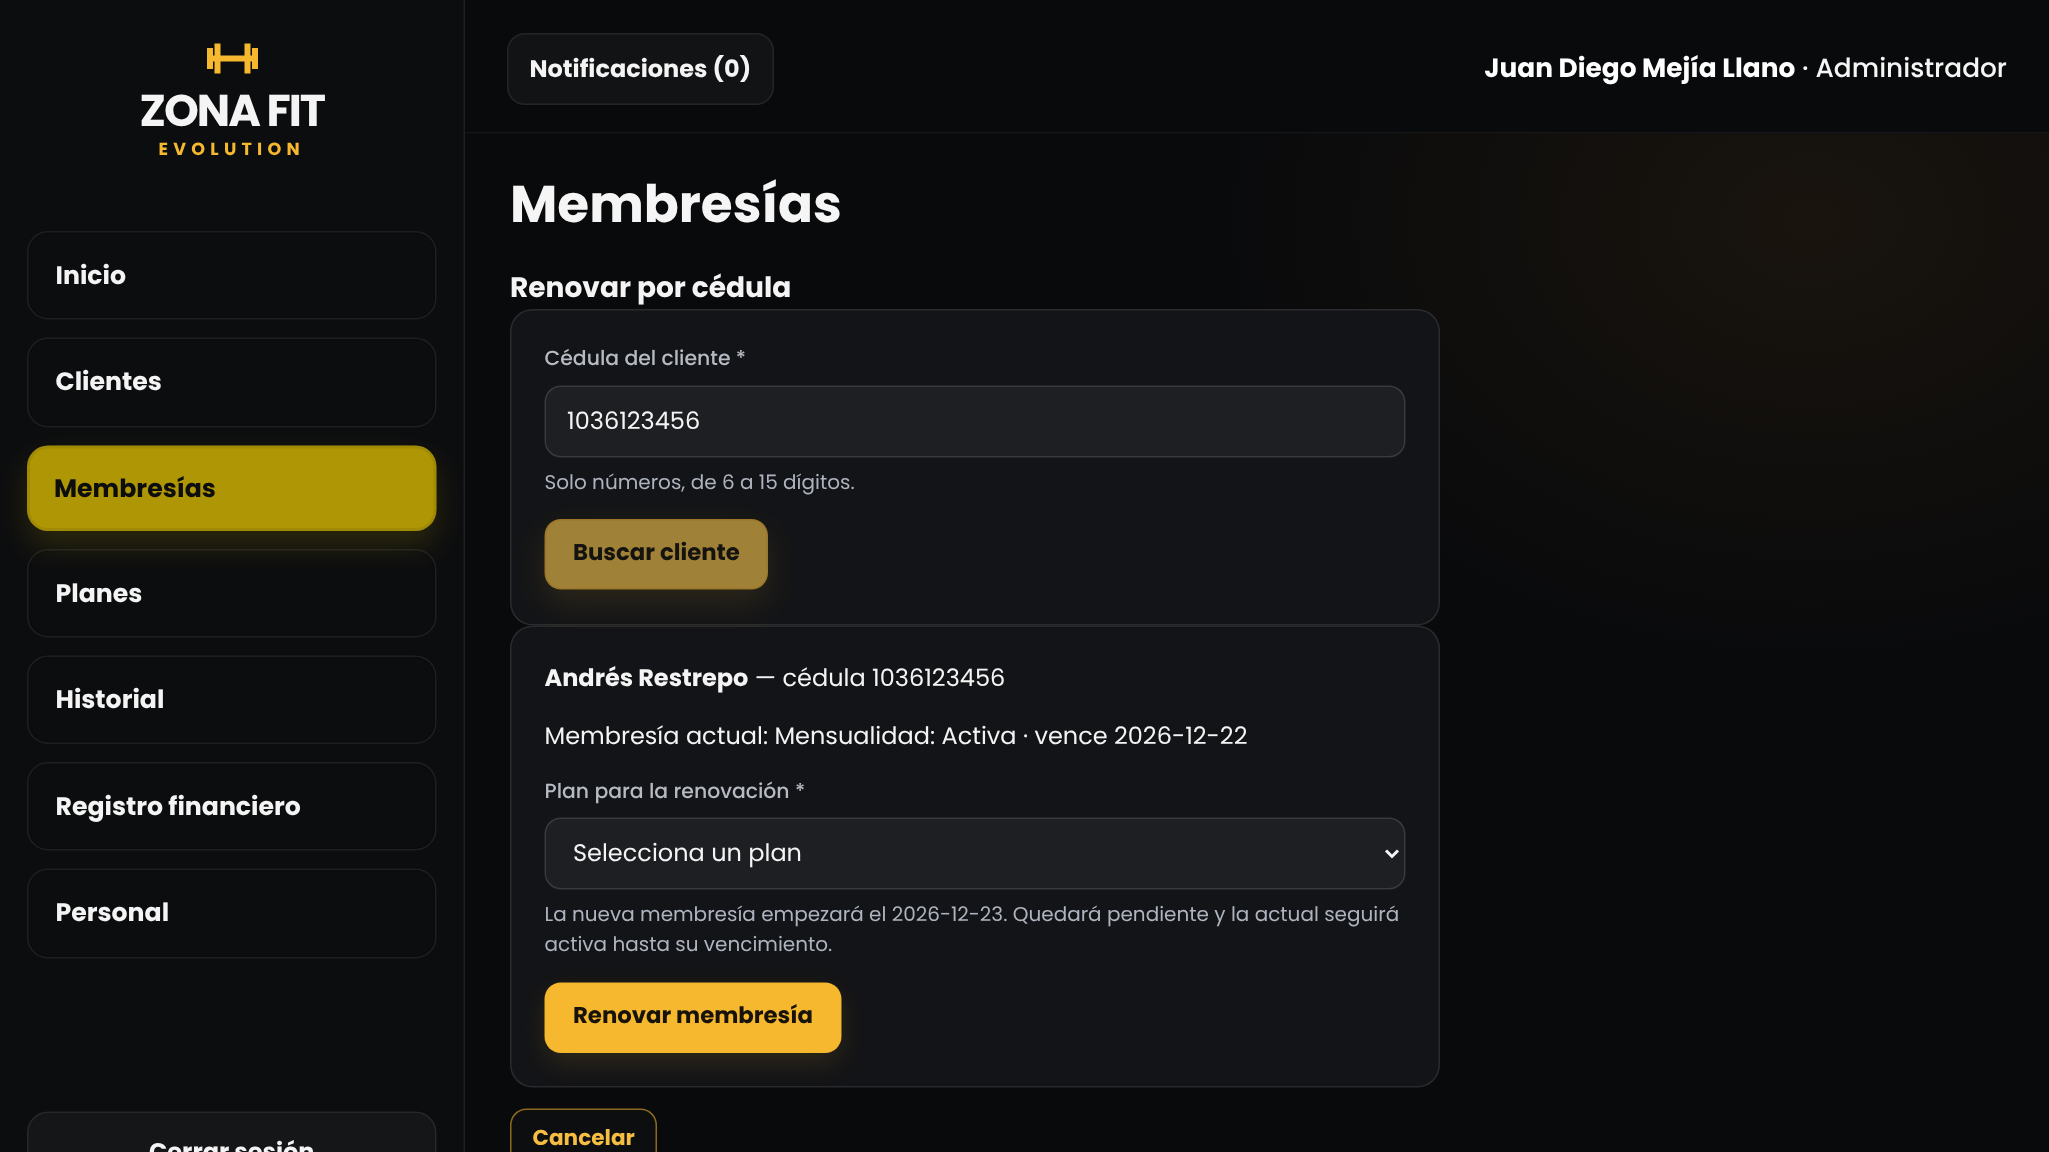 ZONA FIT
EVOLUTION
Inicio
Clientes
Membresías
Planes
Historial
Registro financiero
Personal
Cerrar sesión
Notificaciones (0)
Juan Diego Mejía Llano · Administrador
Membresías
Renovar por cédula
Cédula del cliente *
1036123456
Solo números, de 6 a 15 dígitos.
Buscar cliente
Andrés Restrepo — cédula 1036123456
Membresía actual: Mensualidad: Activa · vence 2026-12-22
Plan para la renovación *
Selecciona un plan
La nueva membresía empezará el 2026-12-23. Quedará pendiente y la actual seguirá
activa hasta su vencimiento.
Renovar membresía
Cancelar